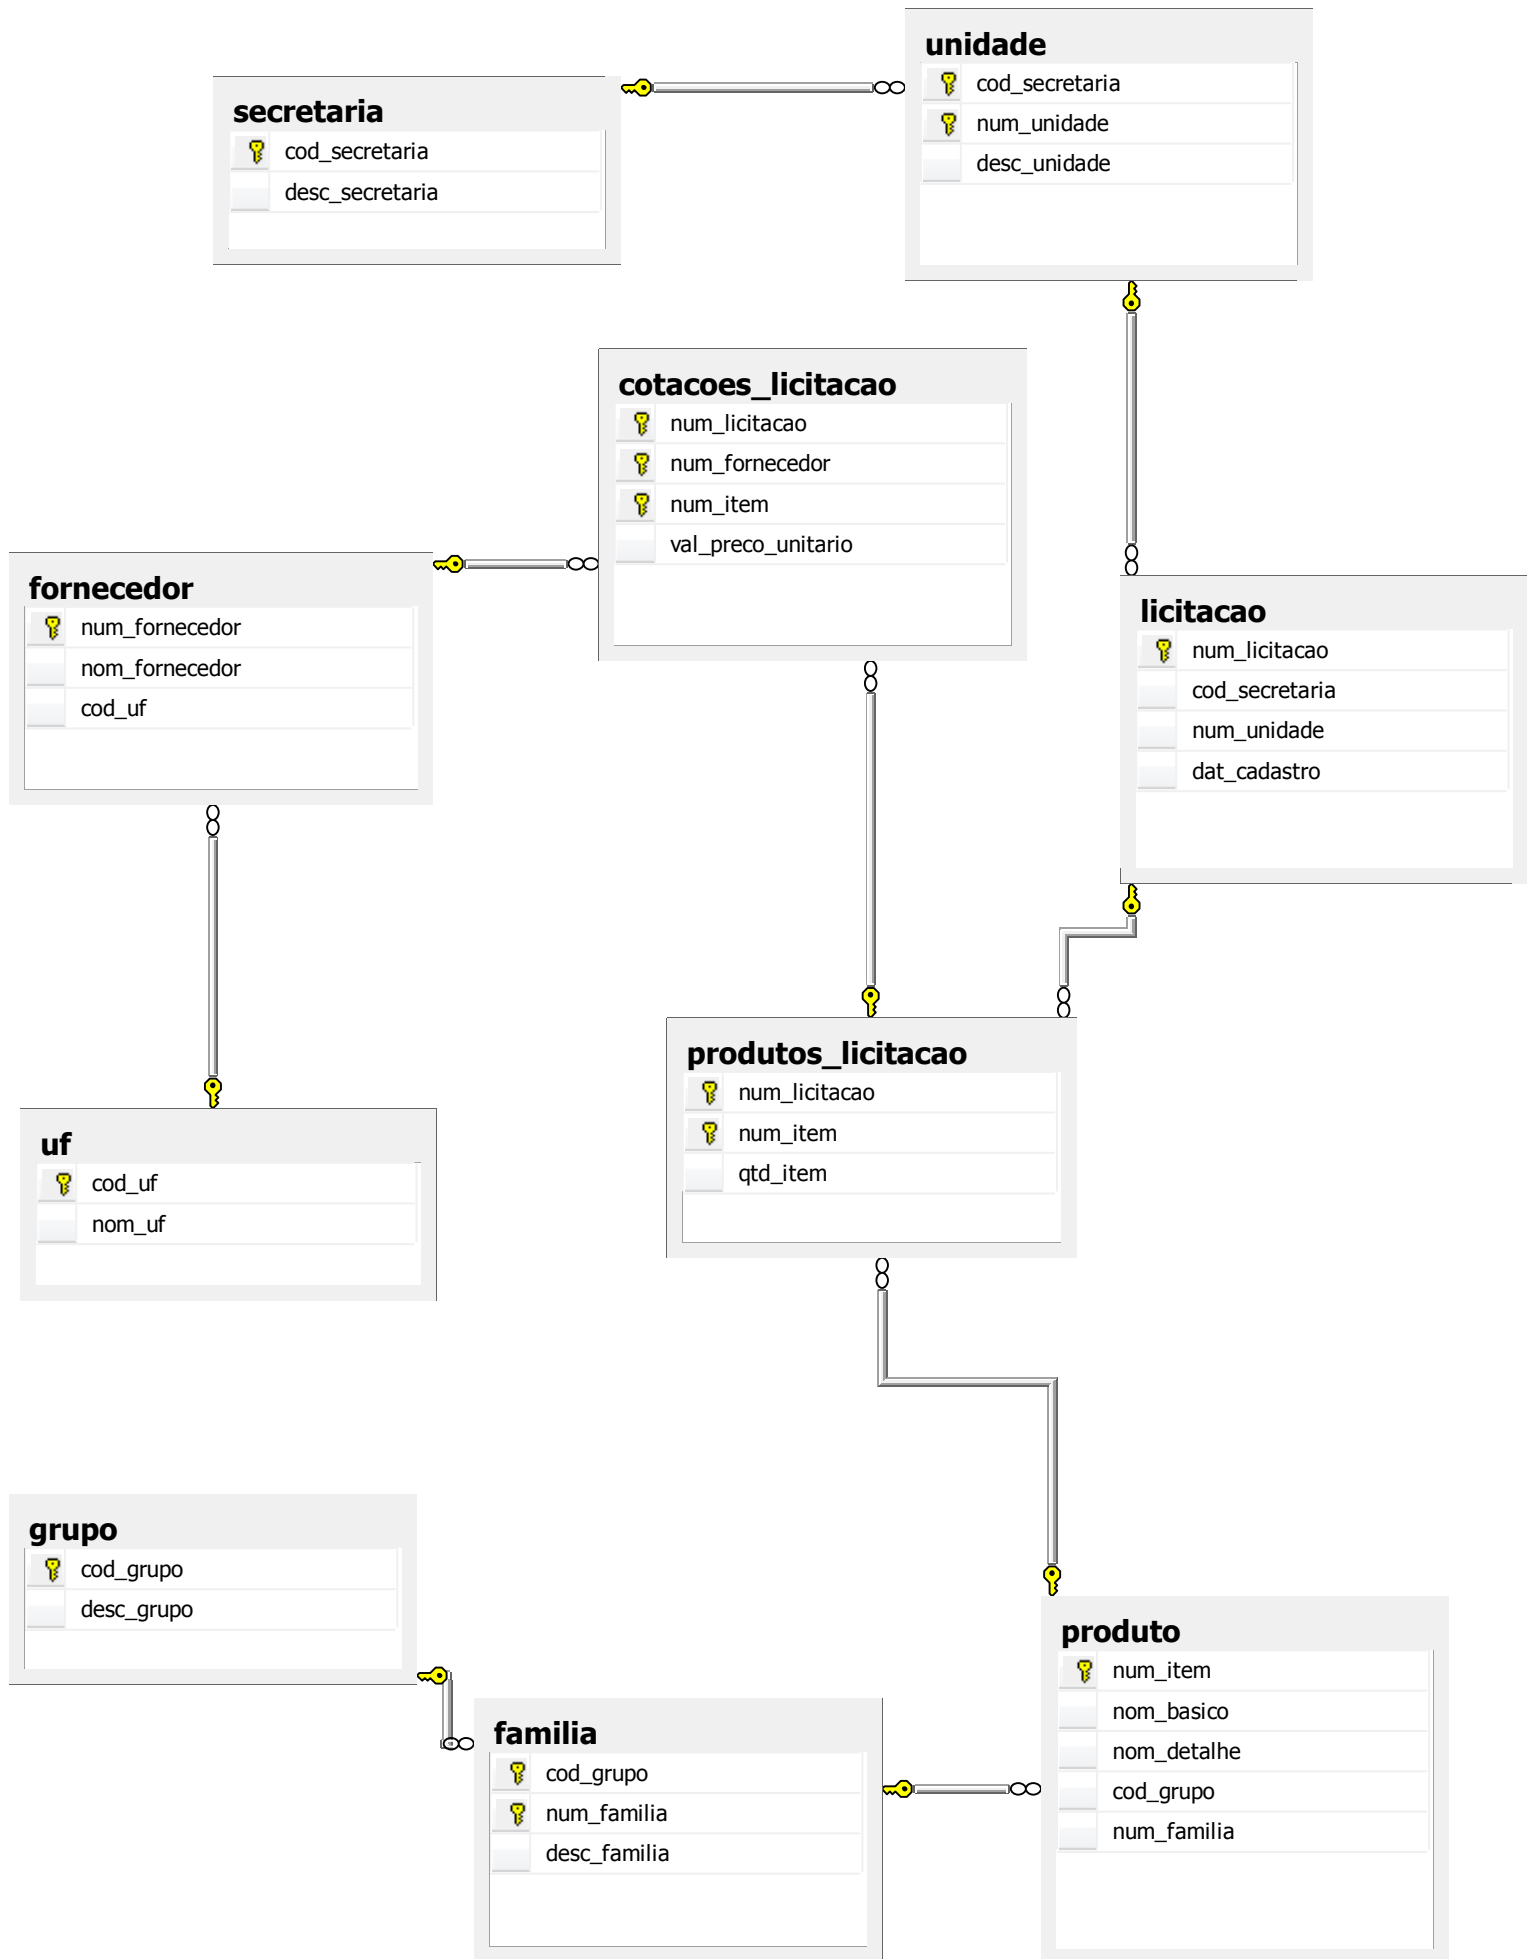 unidade
cod_secretaria
num_unidade
desc_unidade
secretaria
cod_secretaria
desc_secretaria
cotacoes_licitacao
num_licitacao
num_fornecedor
num_item
val_preco_unitario
fornecedor
num_fornecedor
nom_fornecedor
cod_uf
licitacao
num_licitacao
cod_secretaria
num_unidade
dat_cadastro
produtos_licitacao
num_licitacao
num_item
qtd_item
uf
cod_uf
nom_uf
grupo
cod_grupo
desc_grupo
produto
num_item
nom_basico
nom_detalhe
cod_grupo
num_familia
familia
cod_grupo
num_familia
desc_familia